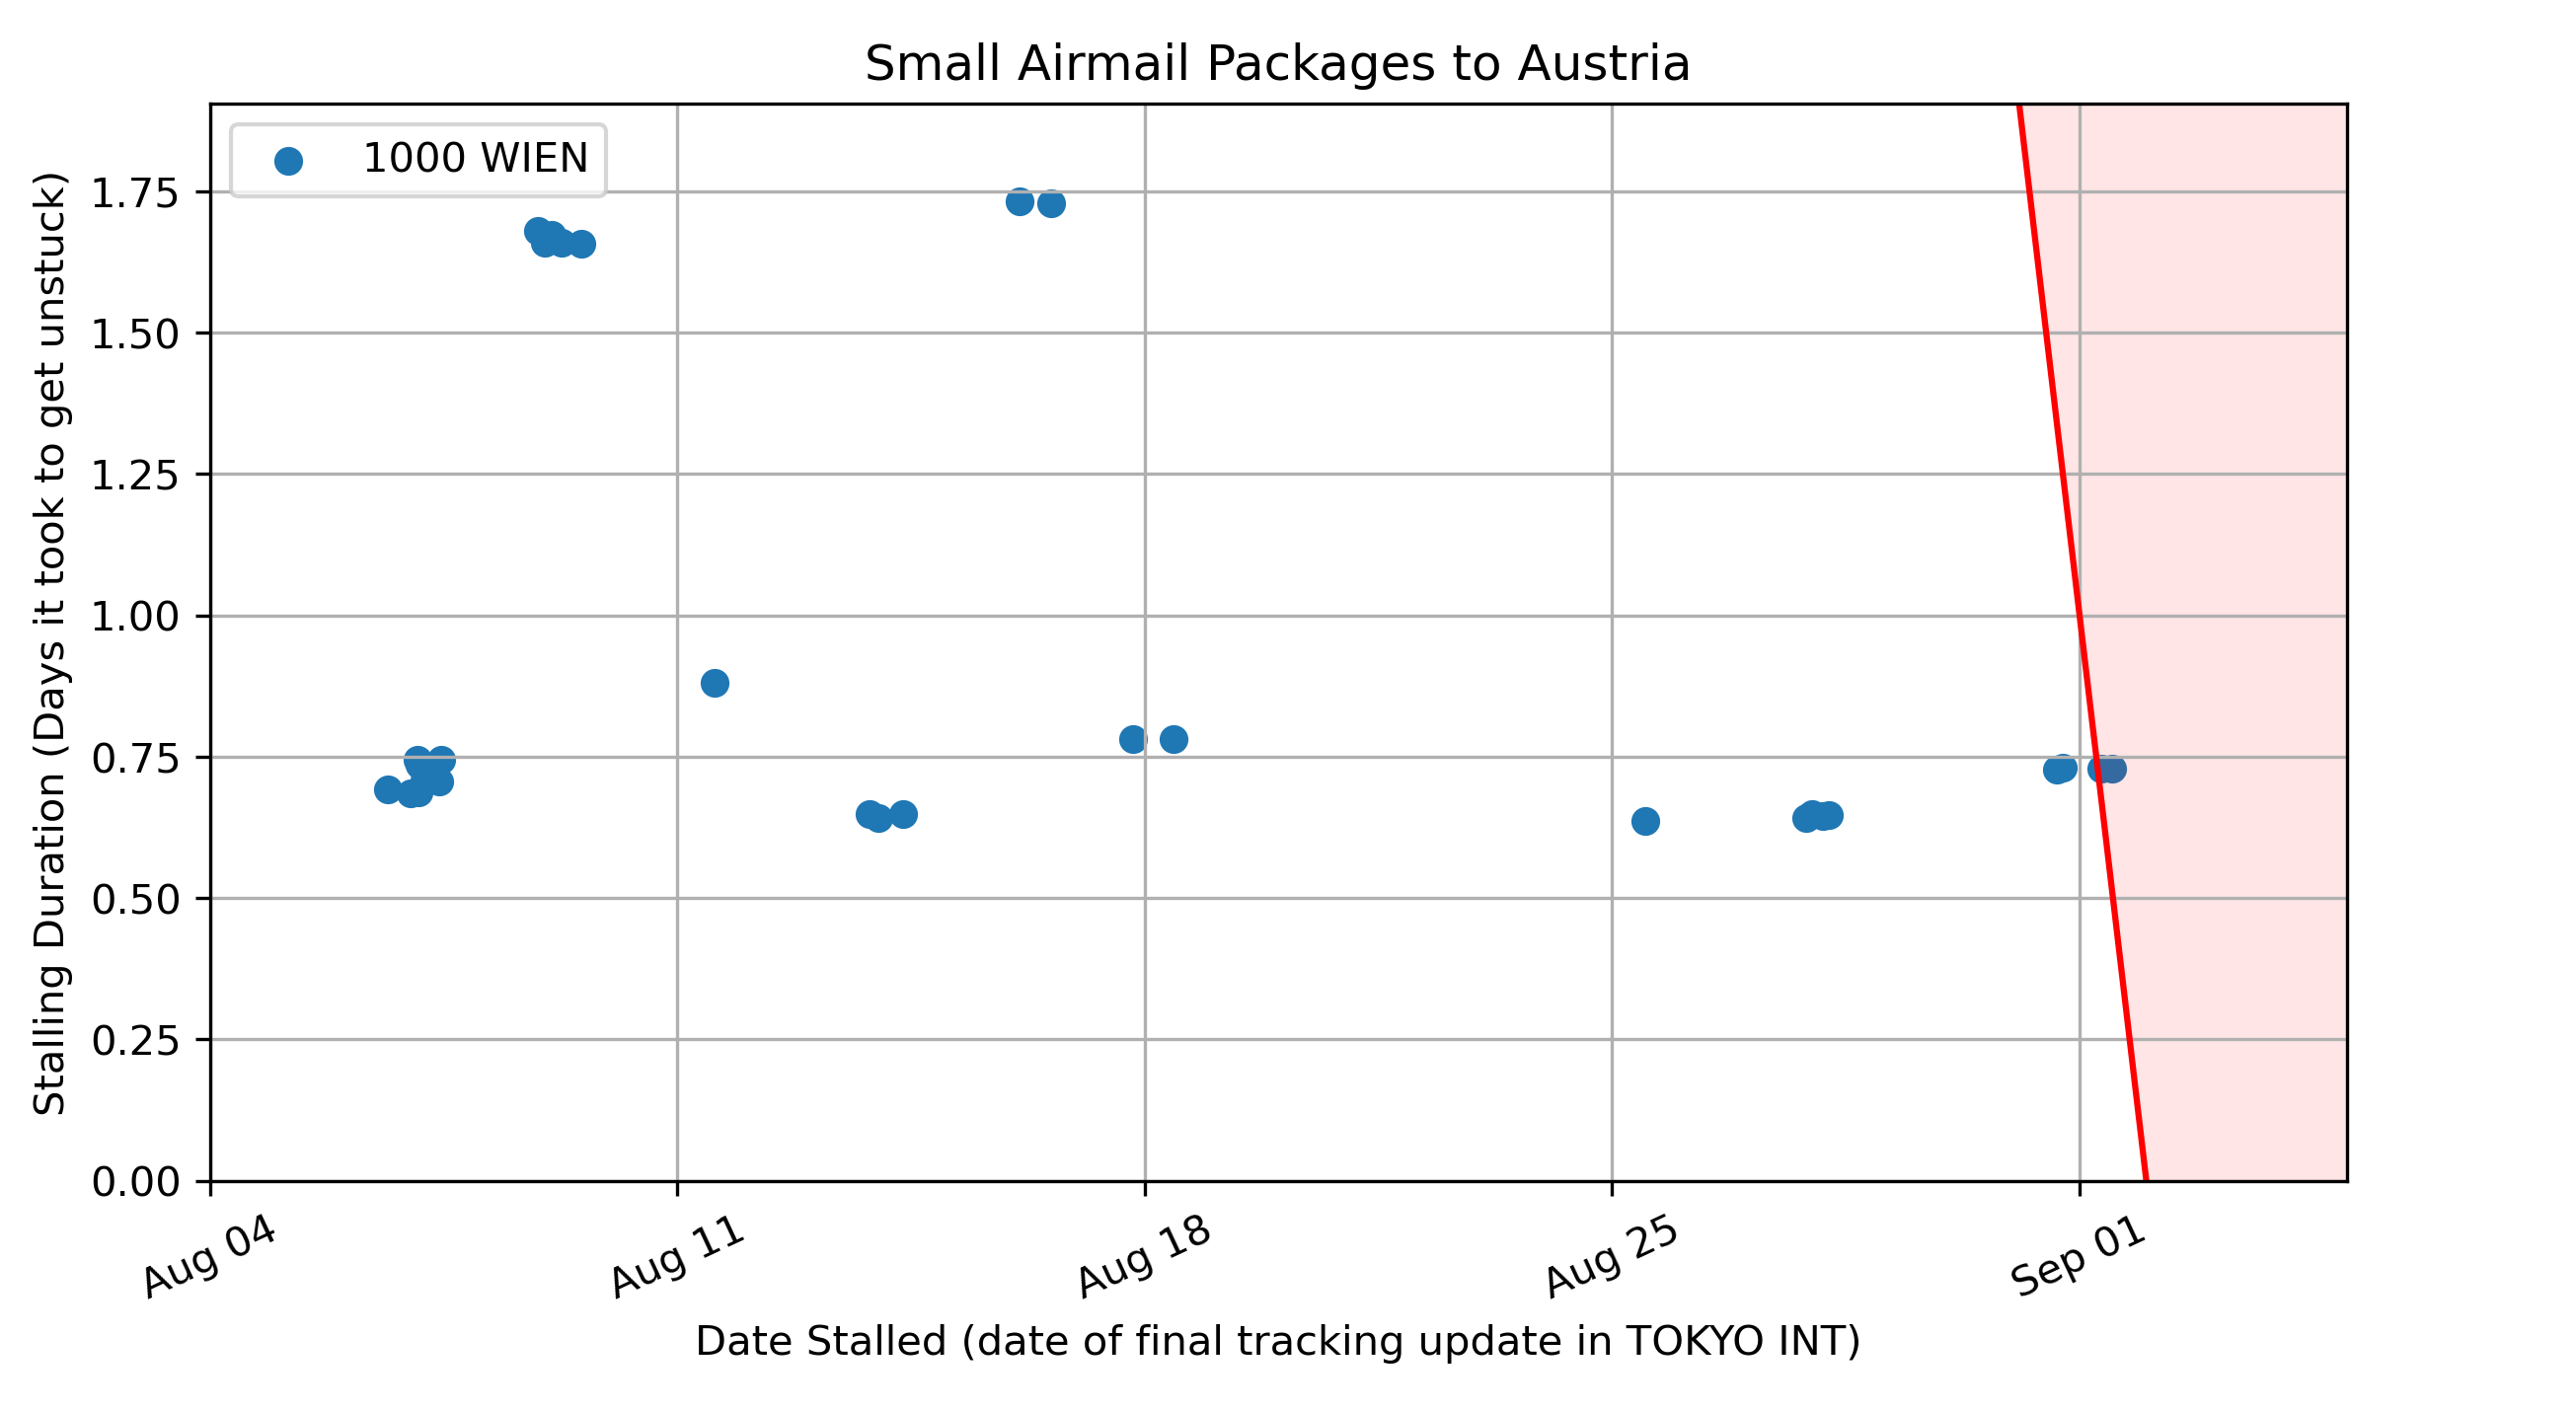 Small Airmail Packages to Austria
1000 WIEN
Stalling Duration (Days it took to get unstuck)
1.75
1.50
1.25
1.00
0.75
0.50
0.25
0.00
Aug 04
Aug 11
Aug 18
Aug 25
Sep 01
Date Stalled (date of final tracking update in TOKYO INT)